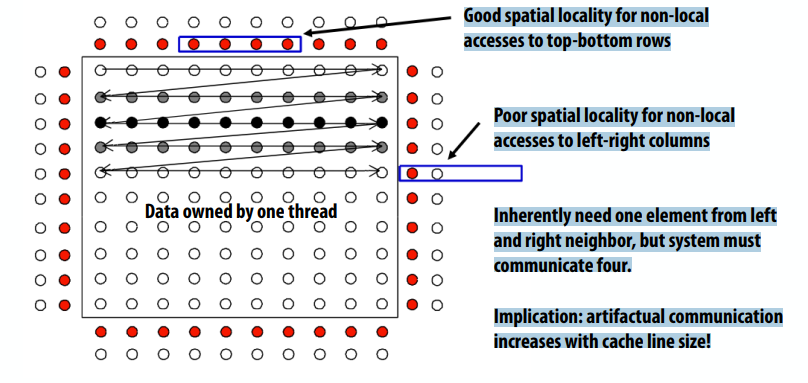 Good spatial locality for non-local
accesses to top-bottom rows
Poor spatial locality for non-local
accesses to left-right columns
Data owned by one thread
Inherently need one element from left
and right neighbor, but system must
communicate four.
Implication: artifactual communication
increases with cache line size!